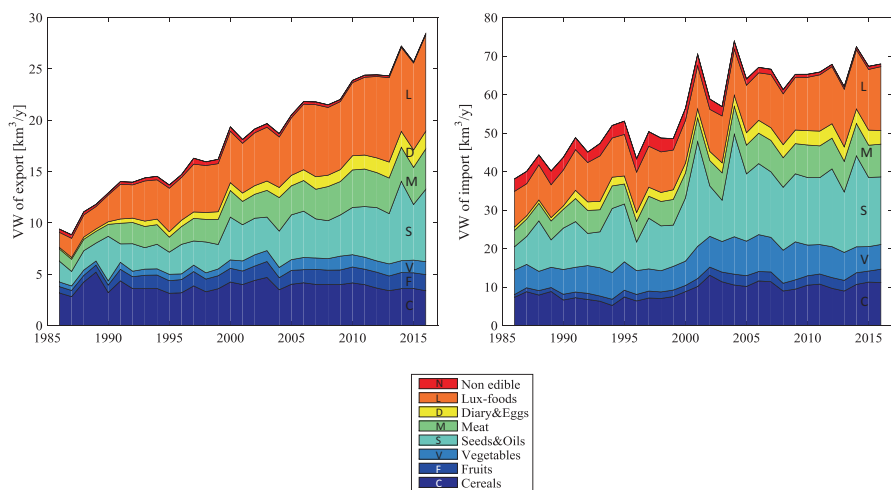 30
25
20
15
10
5
0
VW of export [km³/y]
L
D
M
S
V
F
C
1985 1990 1995 2000 2005 2010 2015
80
70
60
50
40
30
20
10
0
VW of import [km³/y]
L
M
S
V
C
1985 1990 1995 2000 2005 2010 2015
N Non edible
L Lux-foods
D Diary&Eggs
M Meat
S Seeds&Oils
V Vegetables
F Fruits
C Cereals